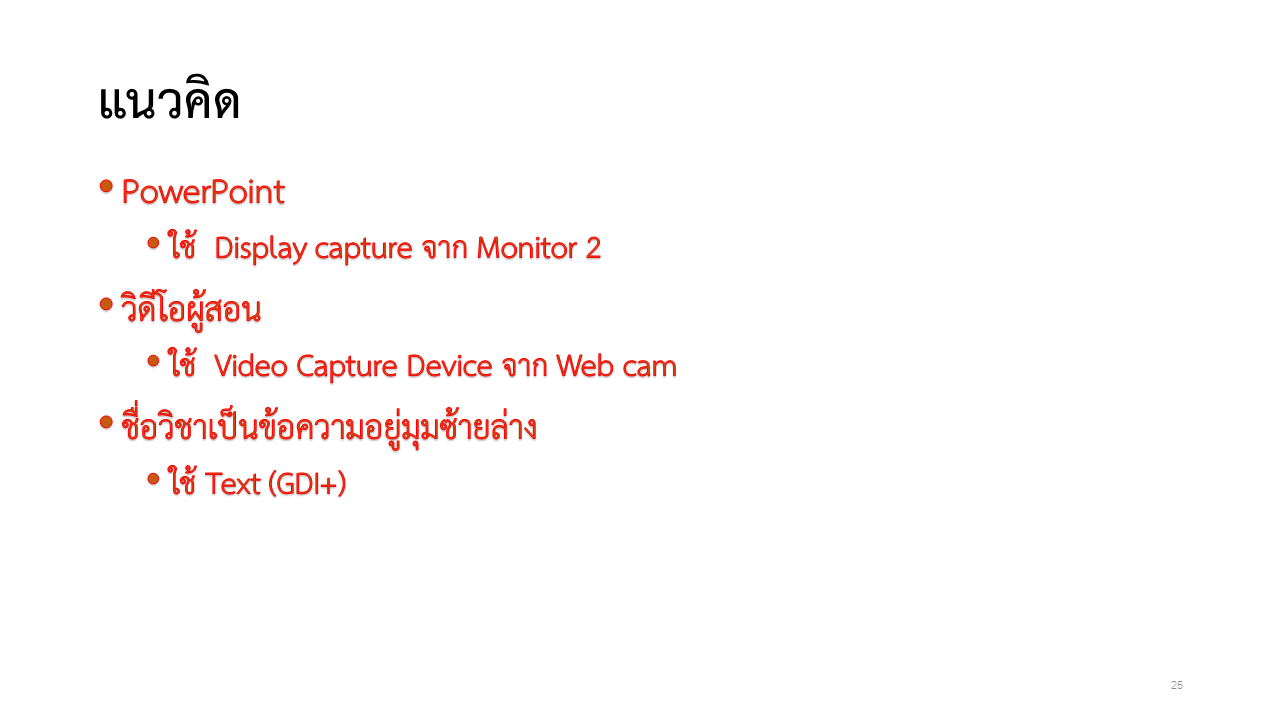 แนวคิด
• PowerPoint
• ใช้ Display capture จาก Monitor 2
• วิดีโอผู้สอน
• ใช้ Video Capture Device จาก Web cam
• ชื่อวิชาเป็นข้อความอยู่มุมซ้ายล่าง
• ใช้ Text (GDI+)
25